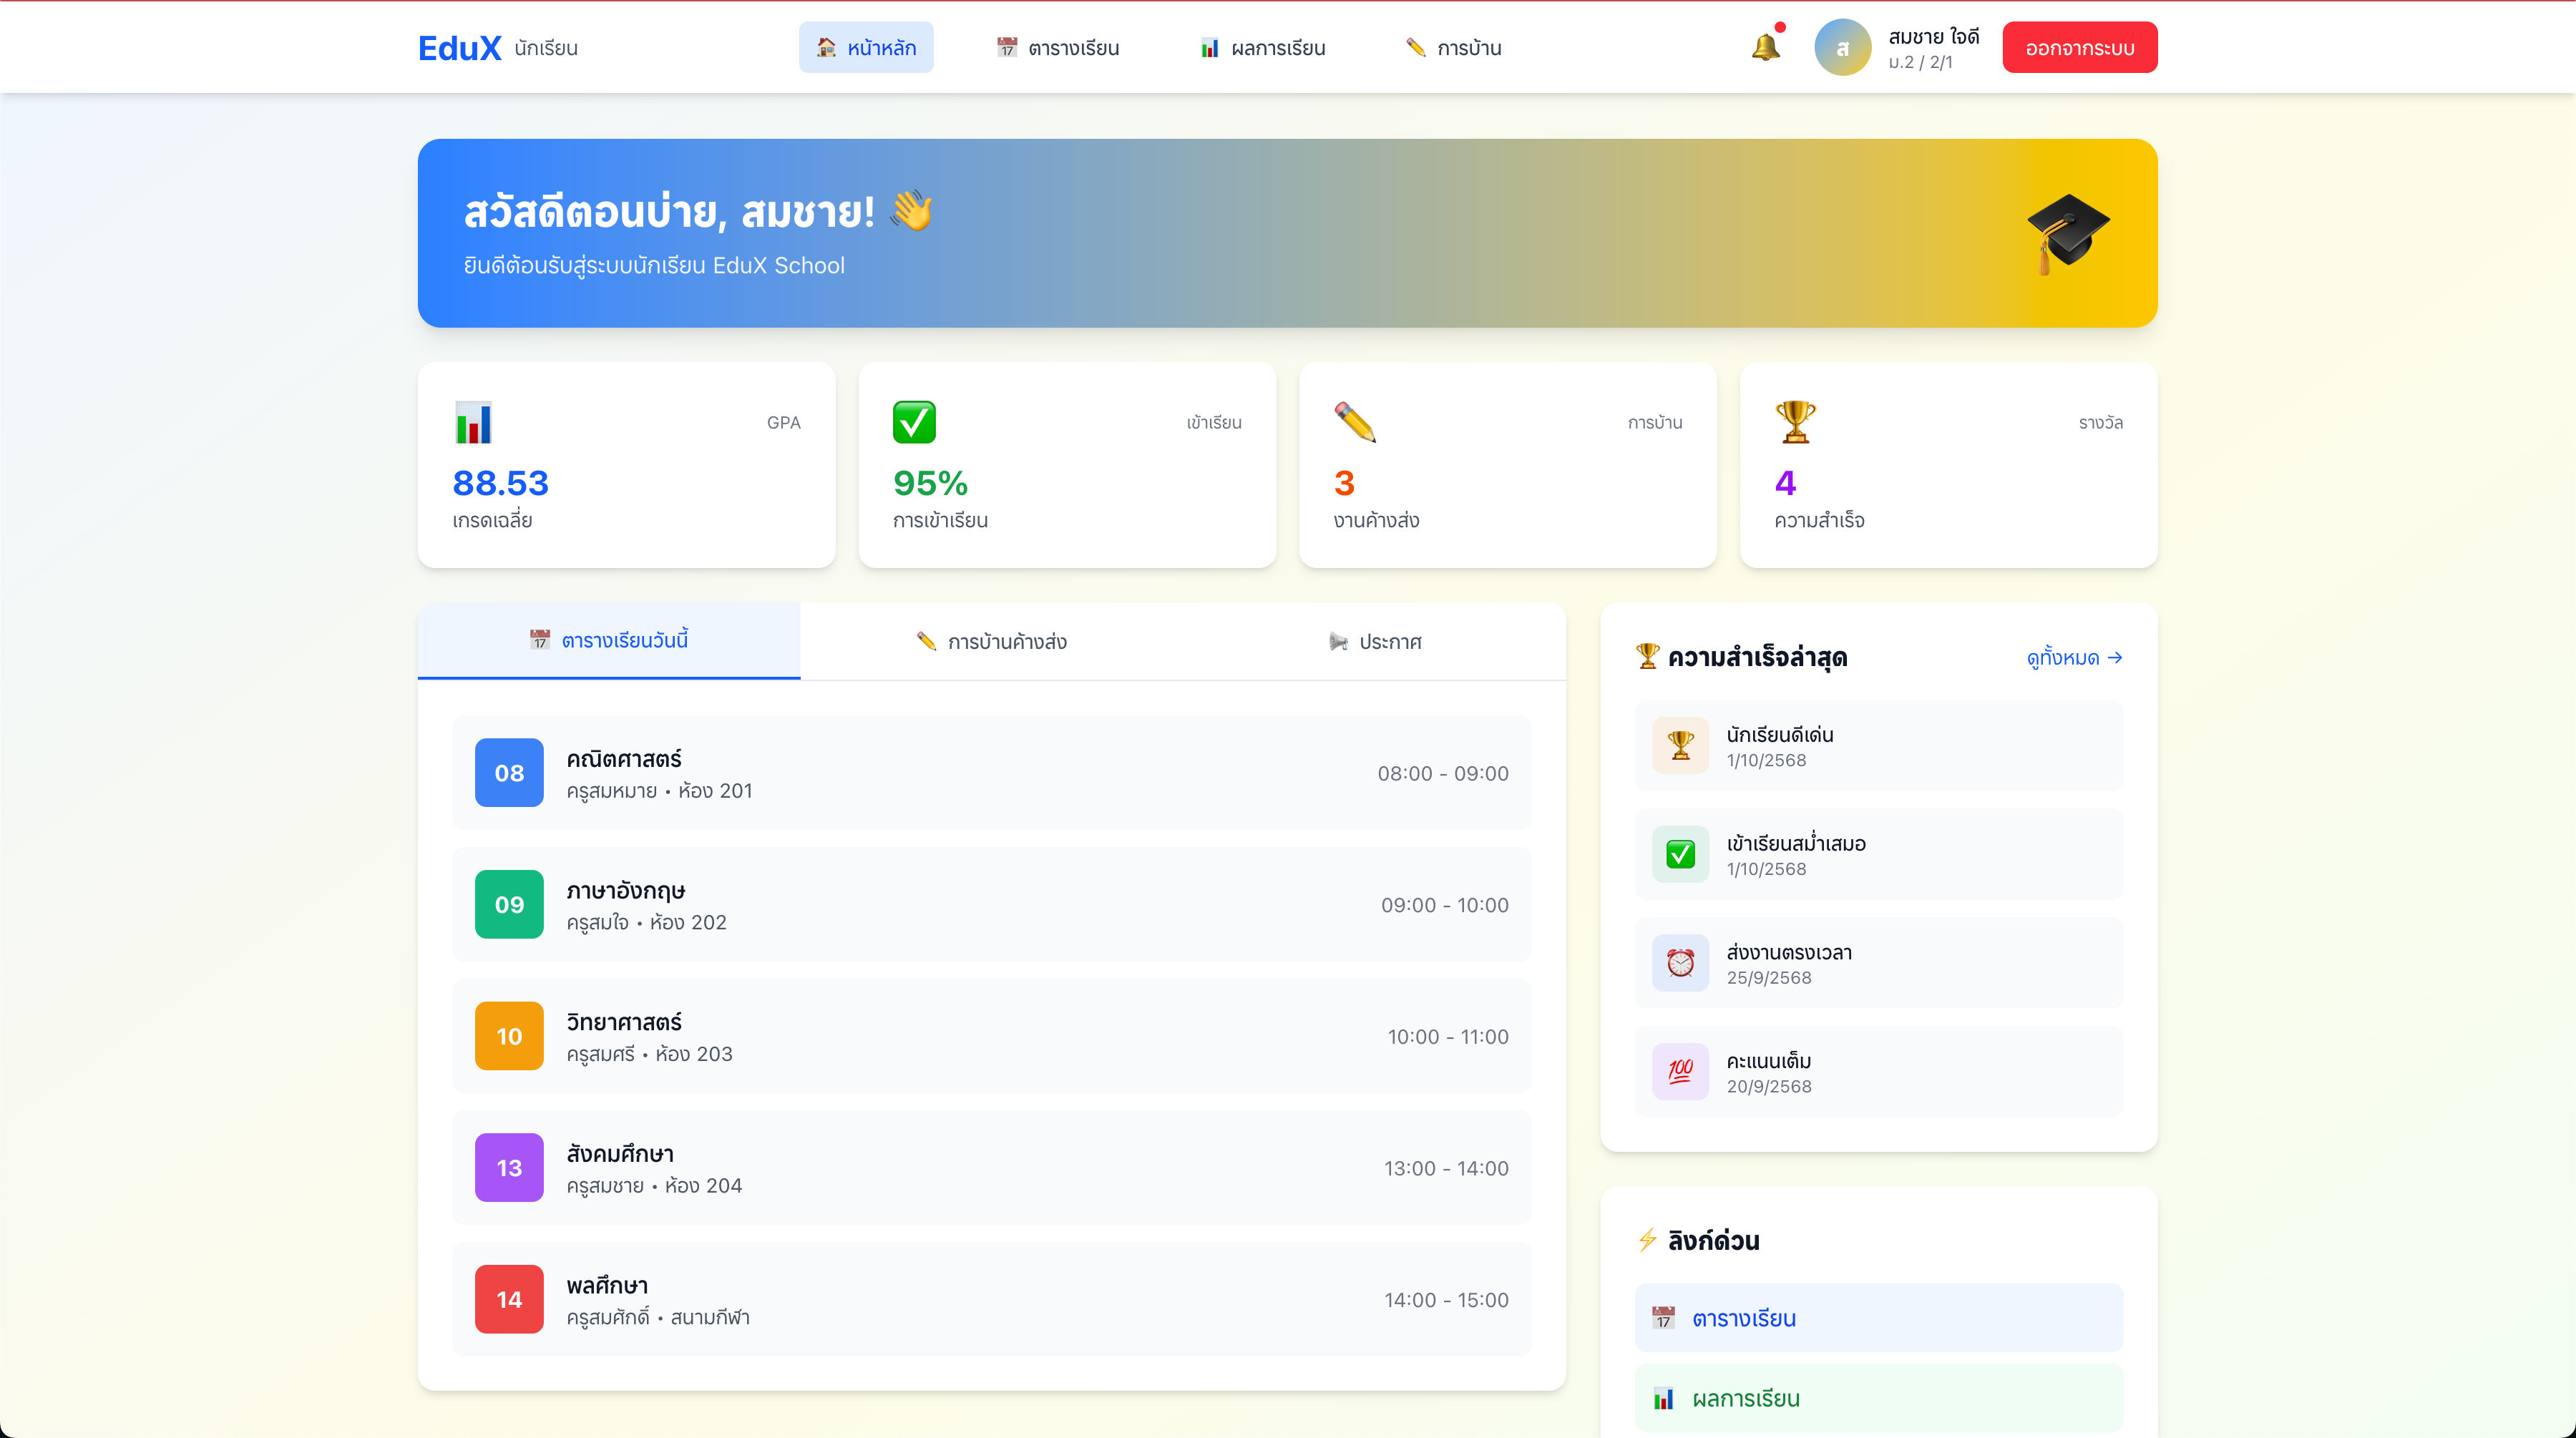 EduX นักเรียน
หน้าหลัก
ตารางเรียน
ผลการเรียน
การบ้าน
ส
สมชาย ใจดี
ม.2 / 2/1
ออกจากระบบ
สวัสดีตอนบ่าย, สมชาย!
ยินดีต้อนรับสู่ระบบนักเรียน EduX School
GPA
88.53
เกรดเฉลี่ย
เข้าเรียน
95%
การเข้าเรียน
การบ้าน
3
งานค้างส่ง
รางวัล
4
ความสำเร็จ
ตารางเรียนวันนี้
การบ้านค้างส่ง
ประกาศ
08
คณิตศาสตร์
ครูสมหมาย • ห้อง 201
08:00 - 09:00
09
ภาษาอังกฤษ
ครูสมใจ • ห้อง 202
09:00 - 10:00
10
วิทยาศาสตร์
ครูสมศรี • ห้อง 203
10:00 - 11:00
13
สังคมศึกษา
ครูสมชาย • ห้อง 204
13:00 - 14:00
14
พลศึกษา
ครูสมศักดิ์ • สนามกีฬา
14:00 - 15:00
ความสำเร็จล่าสุด
ดูทั้งหมด →
นักเรียนดีเด่น
1/10/2568
เข้าเรียนสม่ำเสมอ
1/10/2568
ส่งงานตรงเวลา
25/9/2568
คะแนนเต็ม
20/9/2568
ลิงก์ด่วน
ตารางเรียน
ผลการเรียน